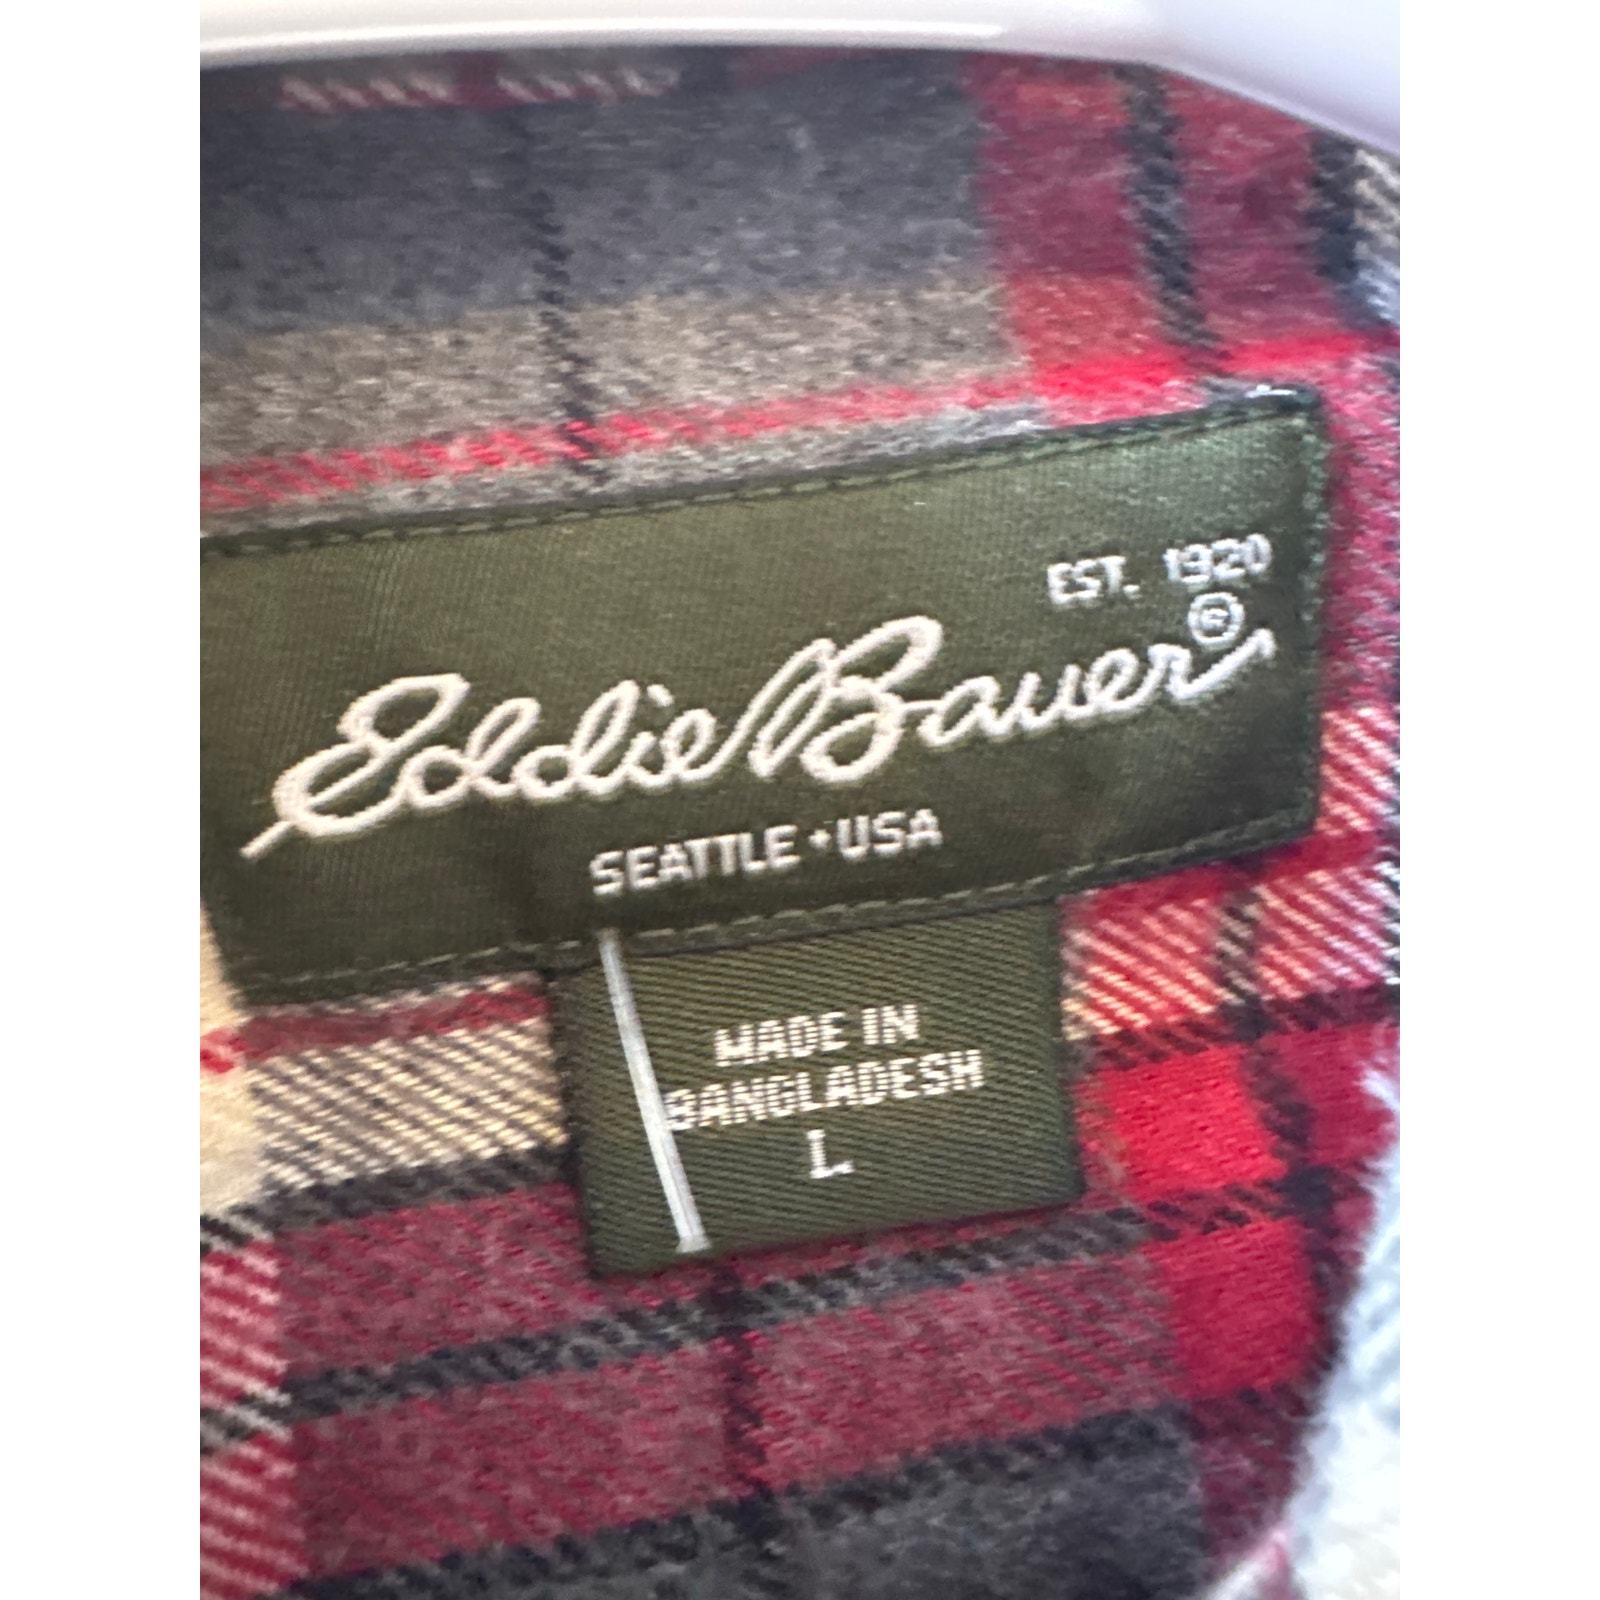 EST. 1920
Eddie Bauer®
SEATTLE • USA
MADE IN
BANGLADESH
L